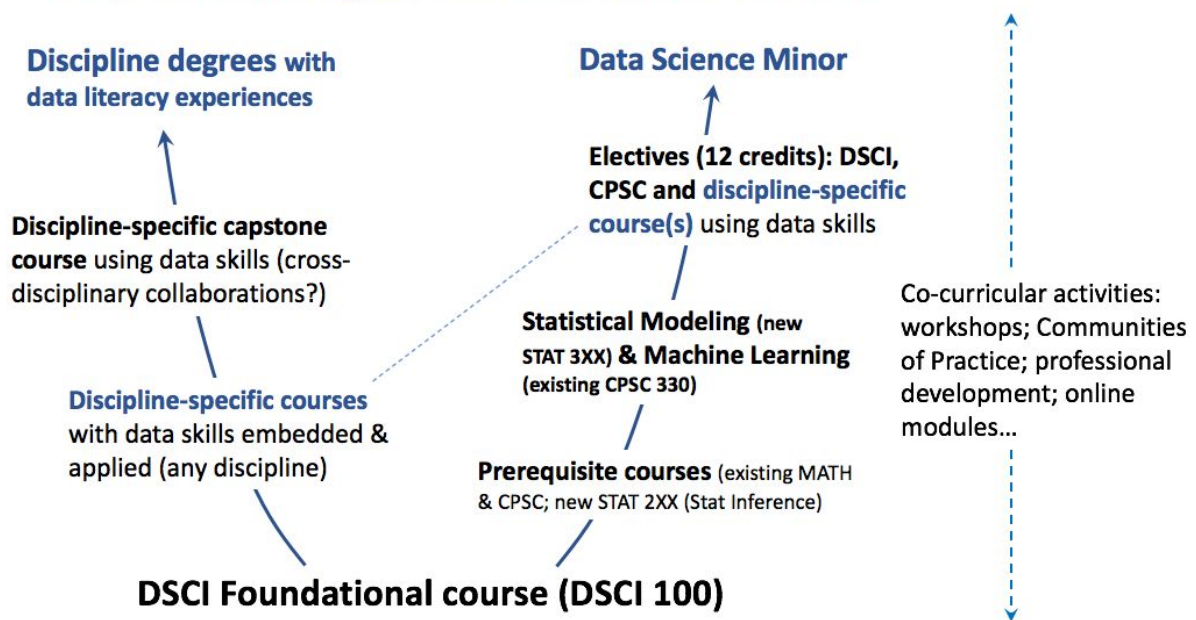 Discipline degrees with
data literacy experiences
Data Science Minor
Electives (12 credits): DSCI,
CPSC and discipline-specific
course(s) using data skills
Discipline-specific capstone
course using data skills (cross-
disciplinary collaborations?)
Statistical Modeling (new
STAT 3XX) & Machine Learning
(existing CPSC 330)
Co-curricular activities:
workshops; Communities
of Practice; professional
development; online
modules…
Discipline-specific courses
with data skills embedded &
applied (any discipline)
Prerequisite courses (existing MATH
& CPSC; new STAT 2XX (Stat Inference)
DSCI Foundational course (DSCI 100)